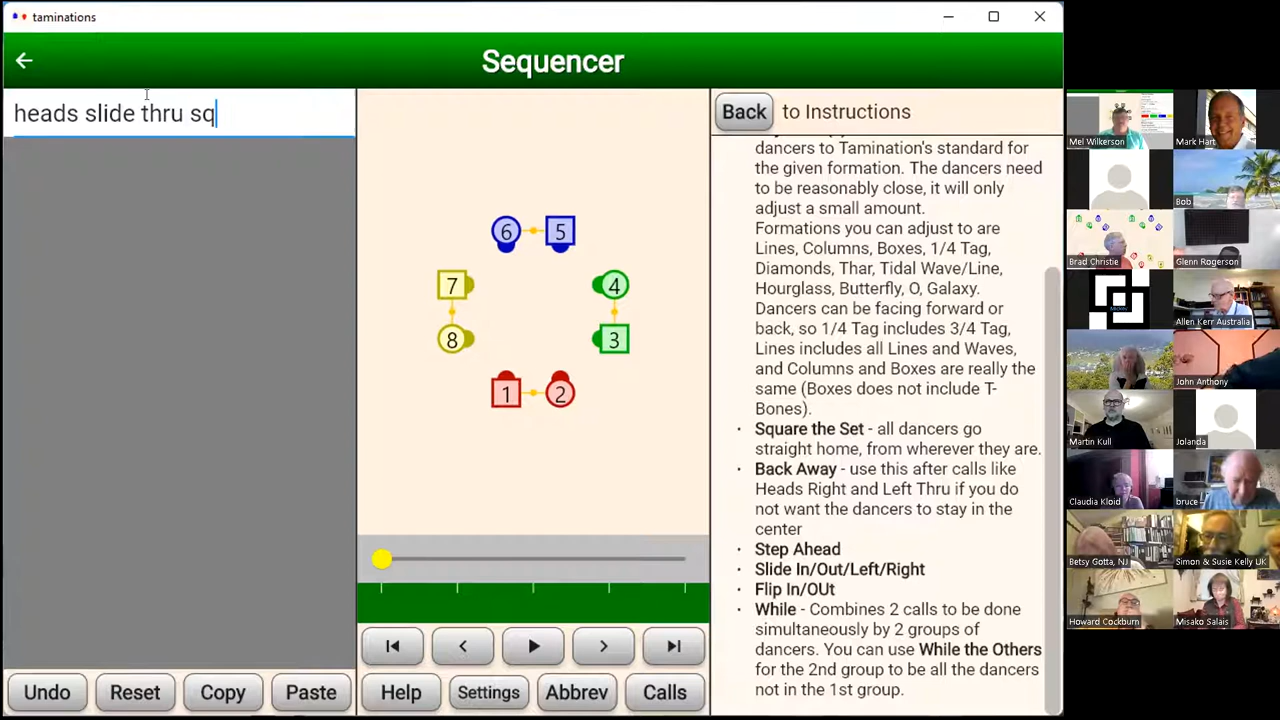 taminations
Sequencer
heads slide thru sq
6
5
7
4
8
3
1
2
Back to Instructions
dancers to Tamination's standard for
the given formation. The dancers need
to be reasonably close, it will only
adjust a small amount.
Formations you can adjust to are
Lines, Columns, Boxes, 1/4 Tag,
Diamonds, Thar, Tidal Wave/Line,
Hourglass, Butterfly, O, Galaxy.
Dancers can be facing forward or
back, so 1/4 Tag includes 3/4 Tag,
Lines includes all Lines and Waves,
and Columns and Boxes are really the
same (Boxes does not include T-
Bones).
· Square the Set - all dancers go
straight home, from wherever they are.
· Back Away - use this after calls like
Heads Right and Left Thru if you do
not want the dancers to stay in the
center
· Step Ahead
· Slide In/Out/Left/Right
· Flip In/OUt
· While - Combines 2 calls to be done
simultaneously by 2 groups of
dancers. You can use While the Others
for the 2nd group to be all the dancers
not in the 1st group.
Undo
Reset
Copy
Paste
Help
Settings
Abbrev
Calls
Mel Wilkerson
Mark Hart
Bob
Brad Christie
Glenn Rogerson
Allen Kerr Australia
John Anthony
Martin Kull
Jolanda
Claudia Kloid
bruce
Betsy Gotta, NJ
Simon & Susie Kelly UK
Howard Cockburn
Misako Salais